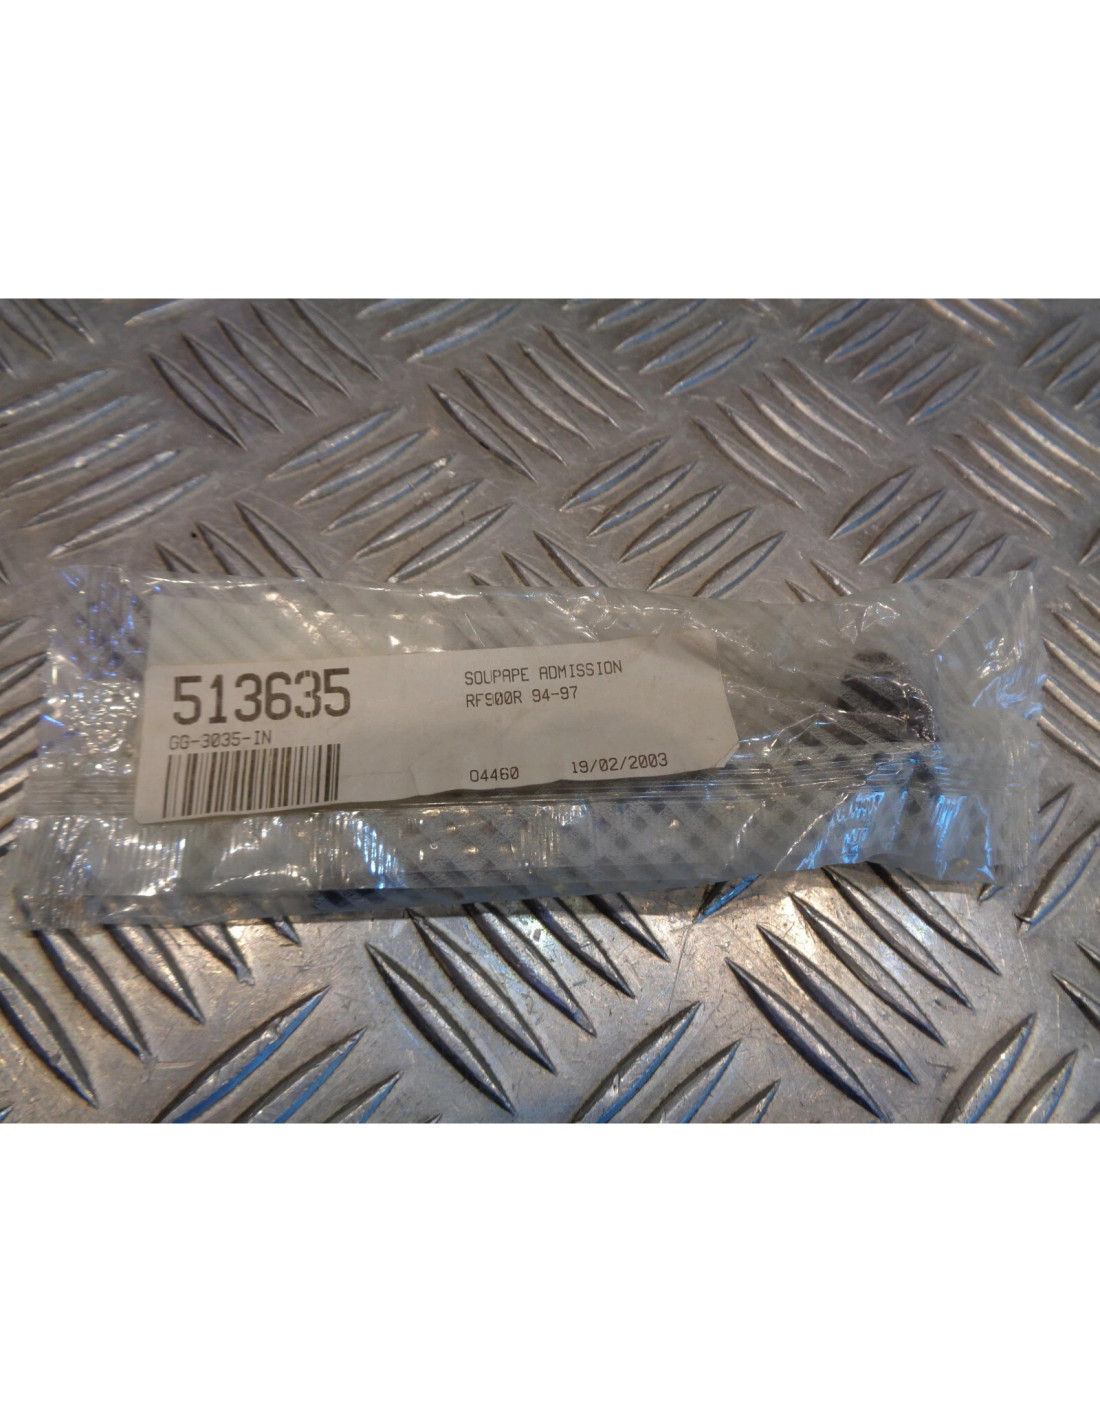 513635
GG-3035-IN
SOUPAPE ADMISSION
RF900R 94-97
04460 19/02/2003